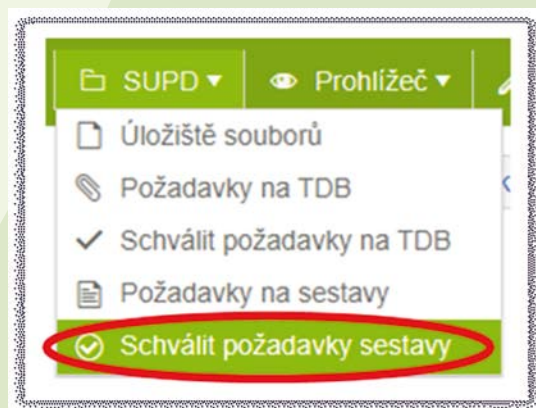 SUPD Prohlížeč
Úložiště souborů
Požadavky na TDB
Schválit požadavky na TDB
Požadavky na sestavy
Schválit požadavky sestavy